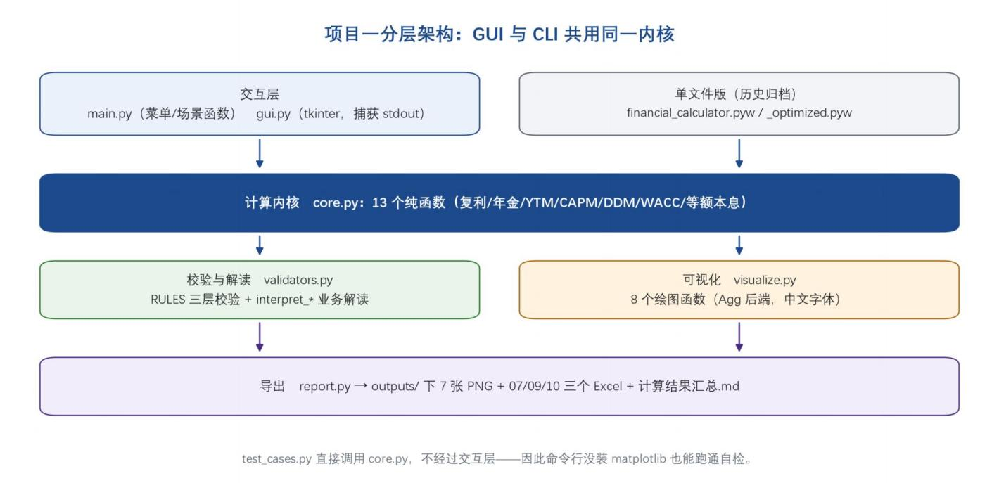 项目一分层架构：GUI 与 CLI 共用同一内核
交互层
main.py（菜单/场景函数） gui.py（tkinter，捕获 stdout）
单文件版（历史归档）
financial_calculator.pyw / _optimized.pyw
计算内核 core.py：13 个纯函数（复利/年金/YTM/CAPM/DDM/WACC/等额本息）
校验与解读 validators.py
RULES 三层校验 + interpret_* 业务解读
可视化 visualize.py
8 个绘图函数（Agg 后端，中文字体）
导出 report.py → outputs/ 下 7 张 PNG + 07/09/10 三个 Excel + 计算结果汇总.md
test_cases.py 直接调用 core.py，不经过交互层——因此命令行没装 matplotlib 也能跑通自检。